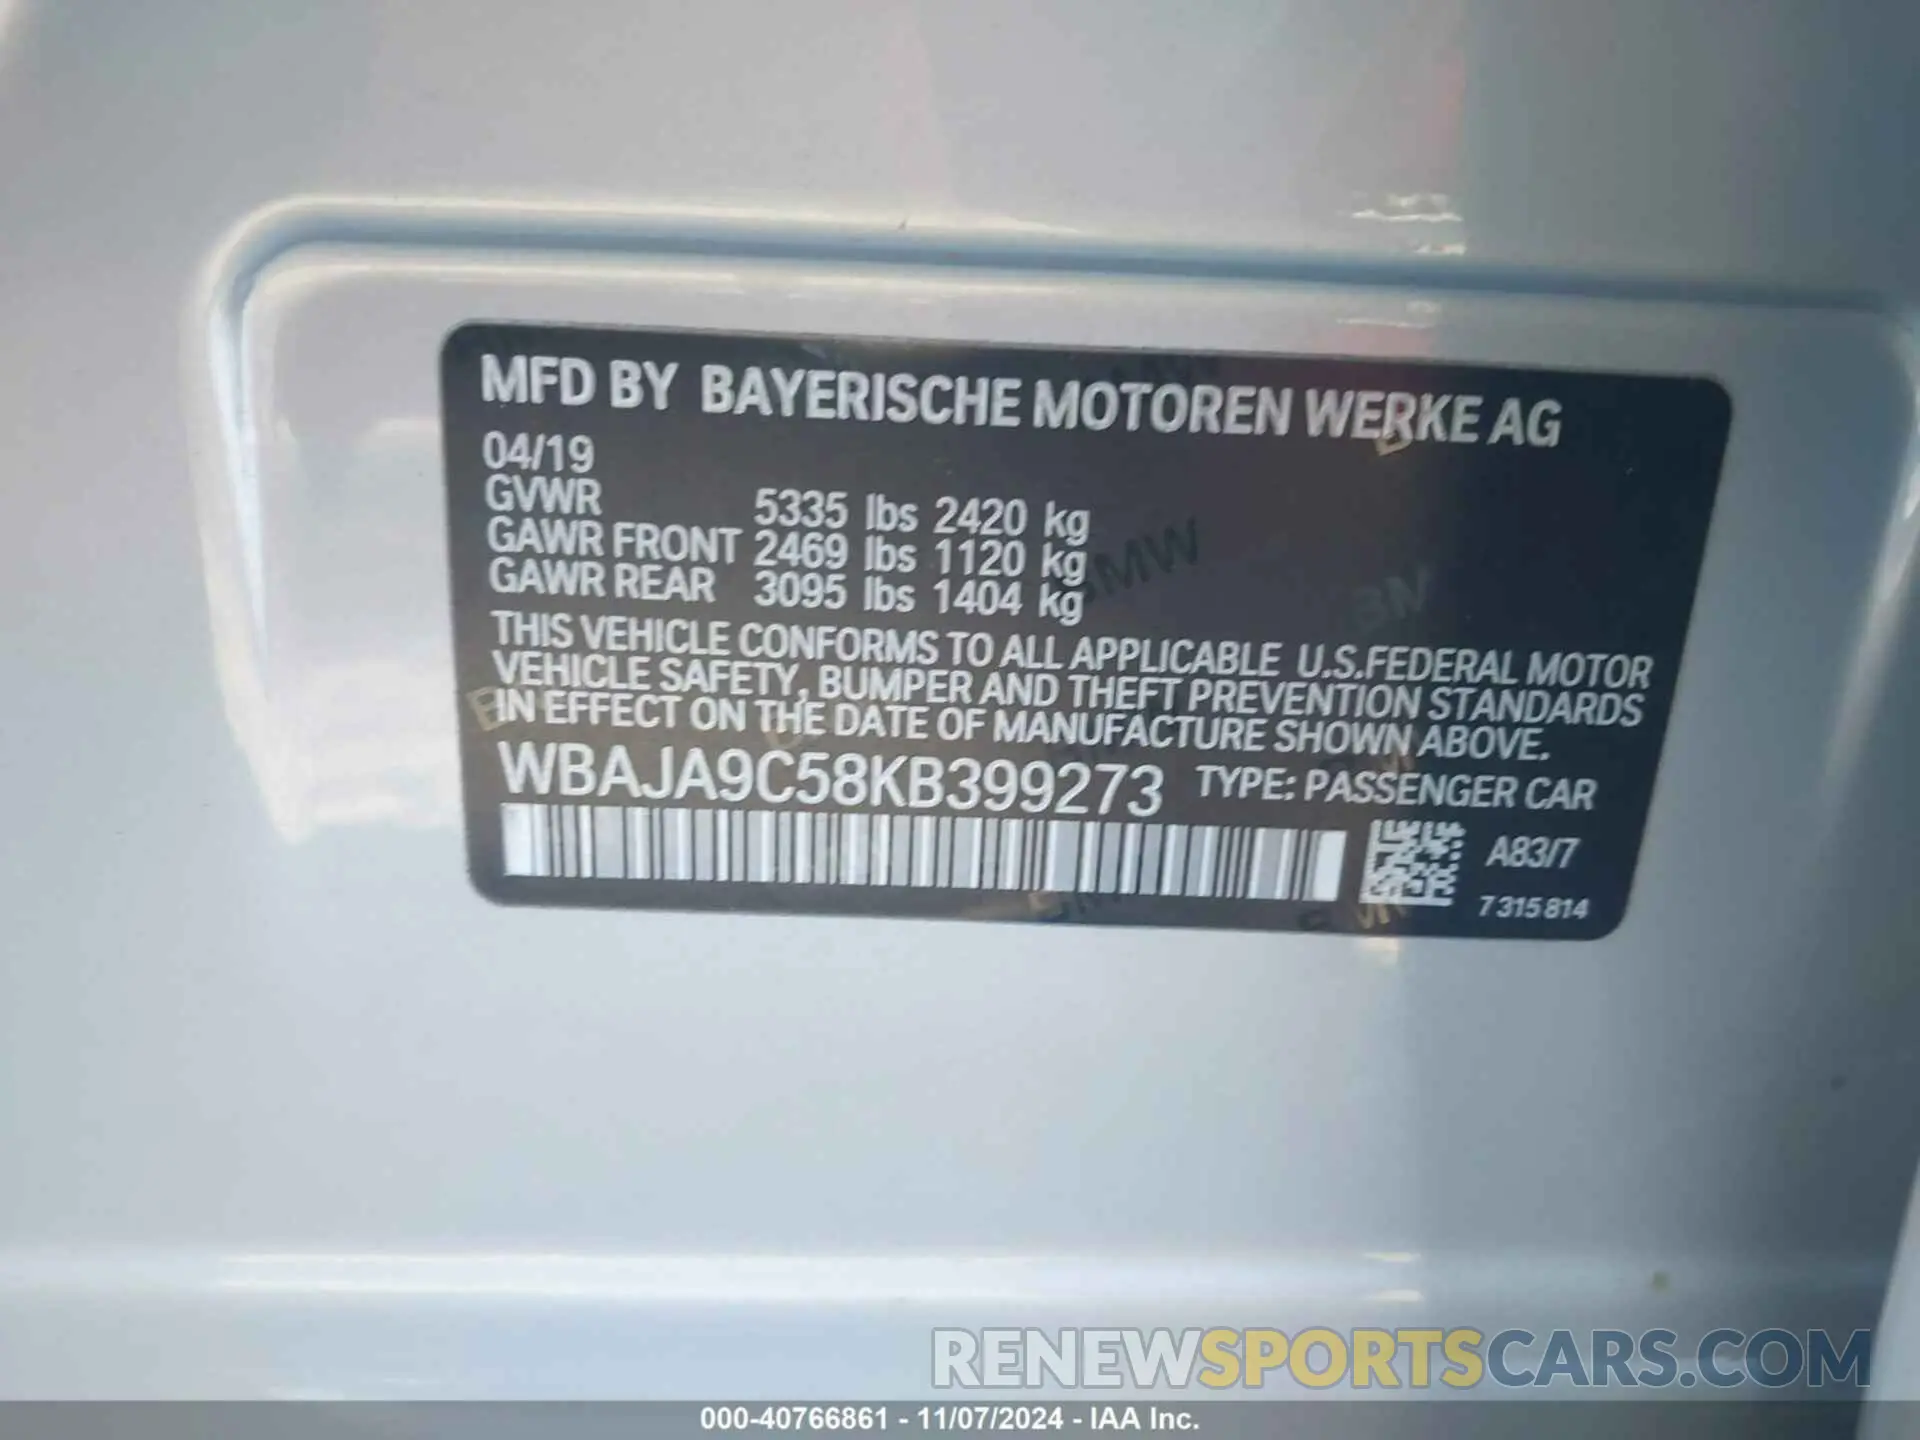 MFD BY BAYERISCHE MOTOREN WERKE AG
04/19
GVWR 5335 lbs 2420 kg
GAWR FRONT 2469 lbs 1120 kg
GAWR REAR 3095 lbs 1404 kg
THIS VEHICLE CONFORMS TO ALL APPLICABLE U.S.FEDERAL MOTOR
VEHICLE SAFETY, BUMPER AND THEFT PREVENTION STANDARDS
IN EFFECT ON THE DATE OF MANUFACTURE SHOWN ABOVE.
WBAJA9C58KB399273 TYPE: PASSENGER CAR
A83/7
7315814
RENEWSPORTSCARS.COM
000-40766861 - 11/07/2024 - IAA Inc.